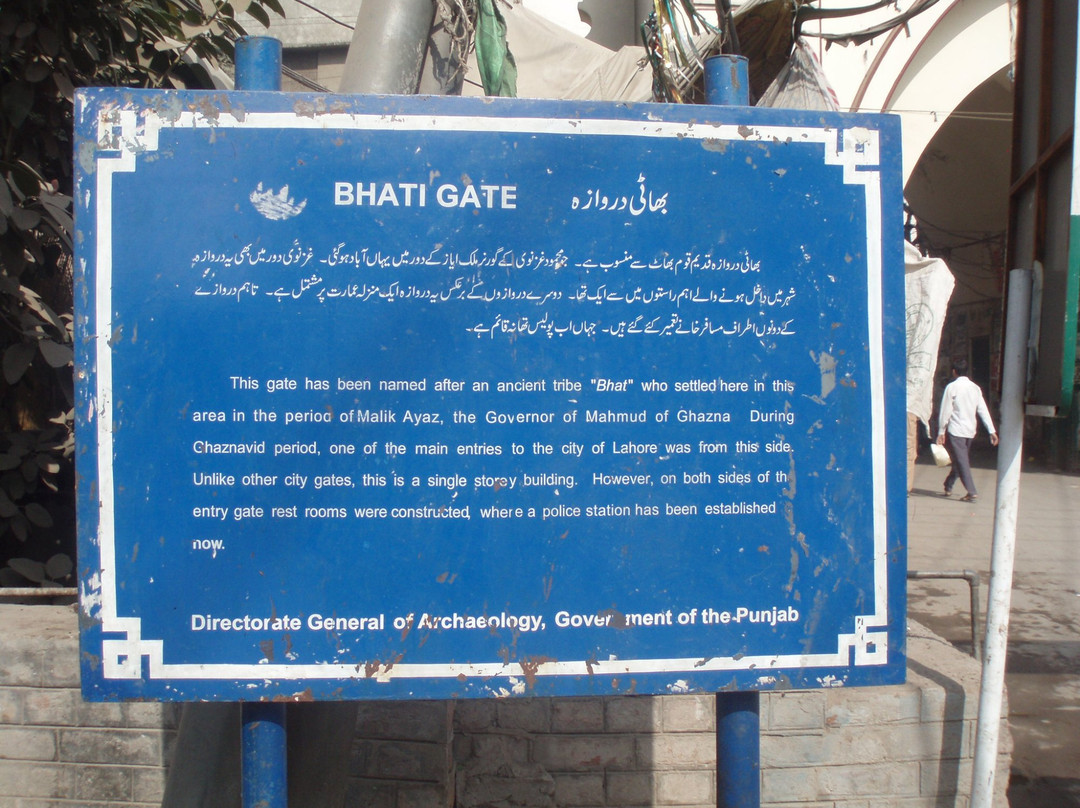 BHATI GATE بھاٹی دروازہ
بھاٹی دروازہ قدیم قوم بھاٹ سے منسوب ہے۔ جو محمود غزنوی کے گورنر ملک ایاز کے دور میں یہاں آباد ہوگئی۔ غزنوی دور میں بھی یہ دروازہ
شہر میں داخل ہونے والے اہم راستوں میں سے ایک تھا۔ دوسرے دروازوں کے برعکس یہ دروازہ ایک منزلہ عمارت پر مشتمل ہے۔ تاہم دروازے
کے دونوں اطراف مسافر خانے تعمیر کئے گئے ہیں۔ جہاں اب پولیس تھانہ قائم ہے۔
This gate has been named after an ancient tribe "Bhat" who settled here in this
area in the period of Malik Ayaz, the Governor of Mahmud of Ghazna During
Ghaznavid period, one of the main entries to the city of Lahore was from this side.
Unlike other city gates, this is a single storey building. However, on both sides of th
entry gate rest rooms were constructed, where a police station has been established
now.
Directorate General of Archaeology, Government of the Punjab